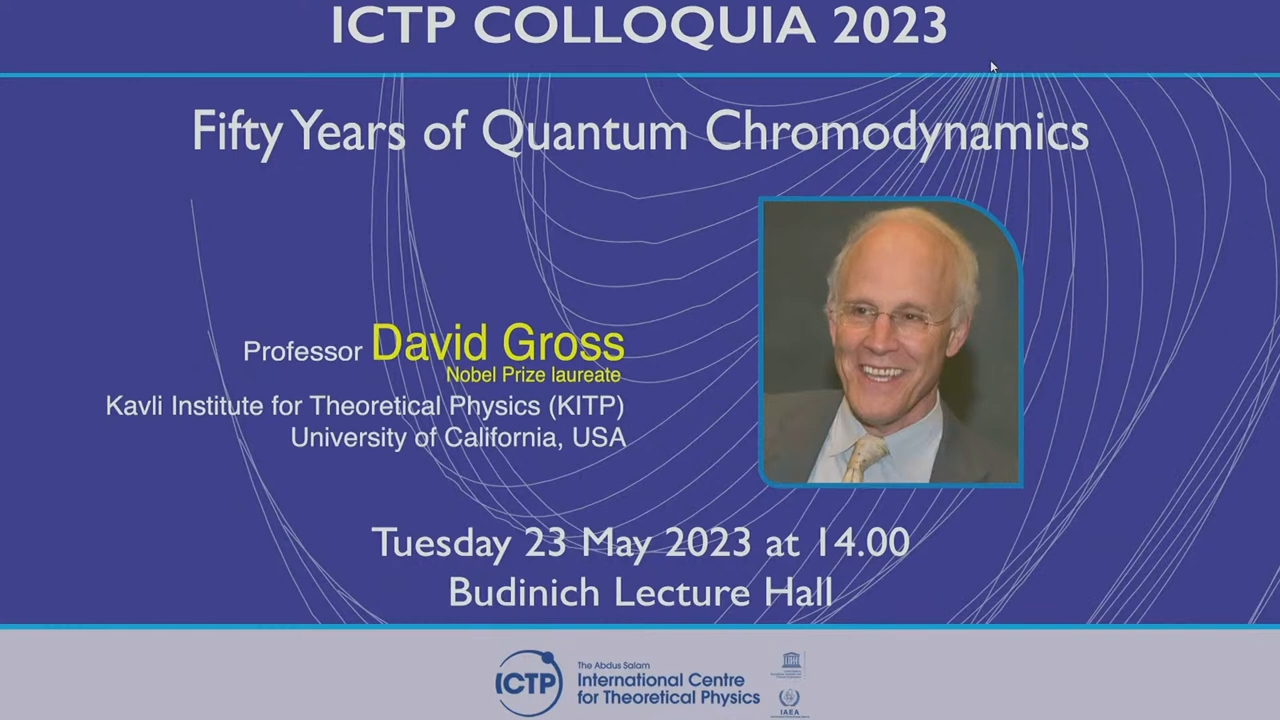 ICTP COLLOQUIA 2023
Fifty Years of Quantum Chromodynamics
Professor David Gross
Nobel Prize laureate
Kavli Institute for Theoretical Physics (KITP)
University of California, USA
Tuesday 23 May 2023 at 14.00
Budinich Lecture Hall
ICTP
The Abdus Salam
International Centre
for Theoretical Physics
IAEA